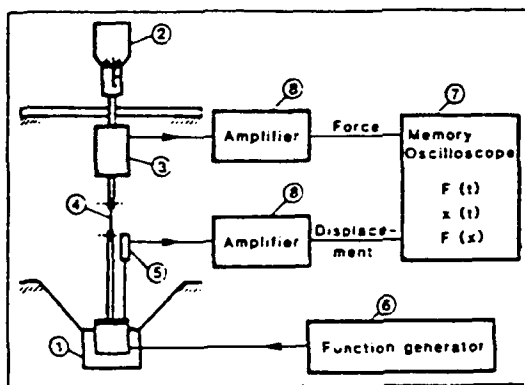 ②
⑧
⑦
Amplifier
Force
Memory
Oscilloscope
③
F (t)
x (t)
F (x)
④
⑧
Amplifier
Displace-
ment
⑤
⑥
①
Function generator